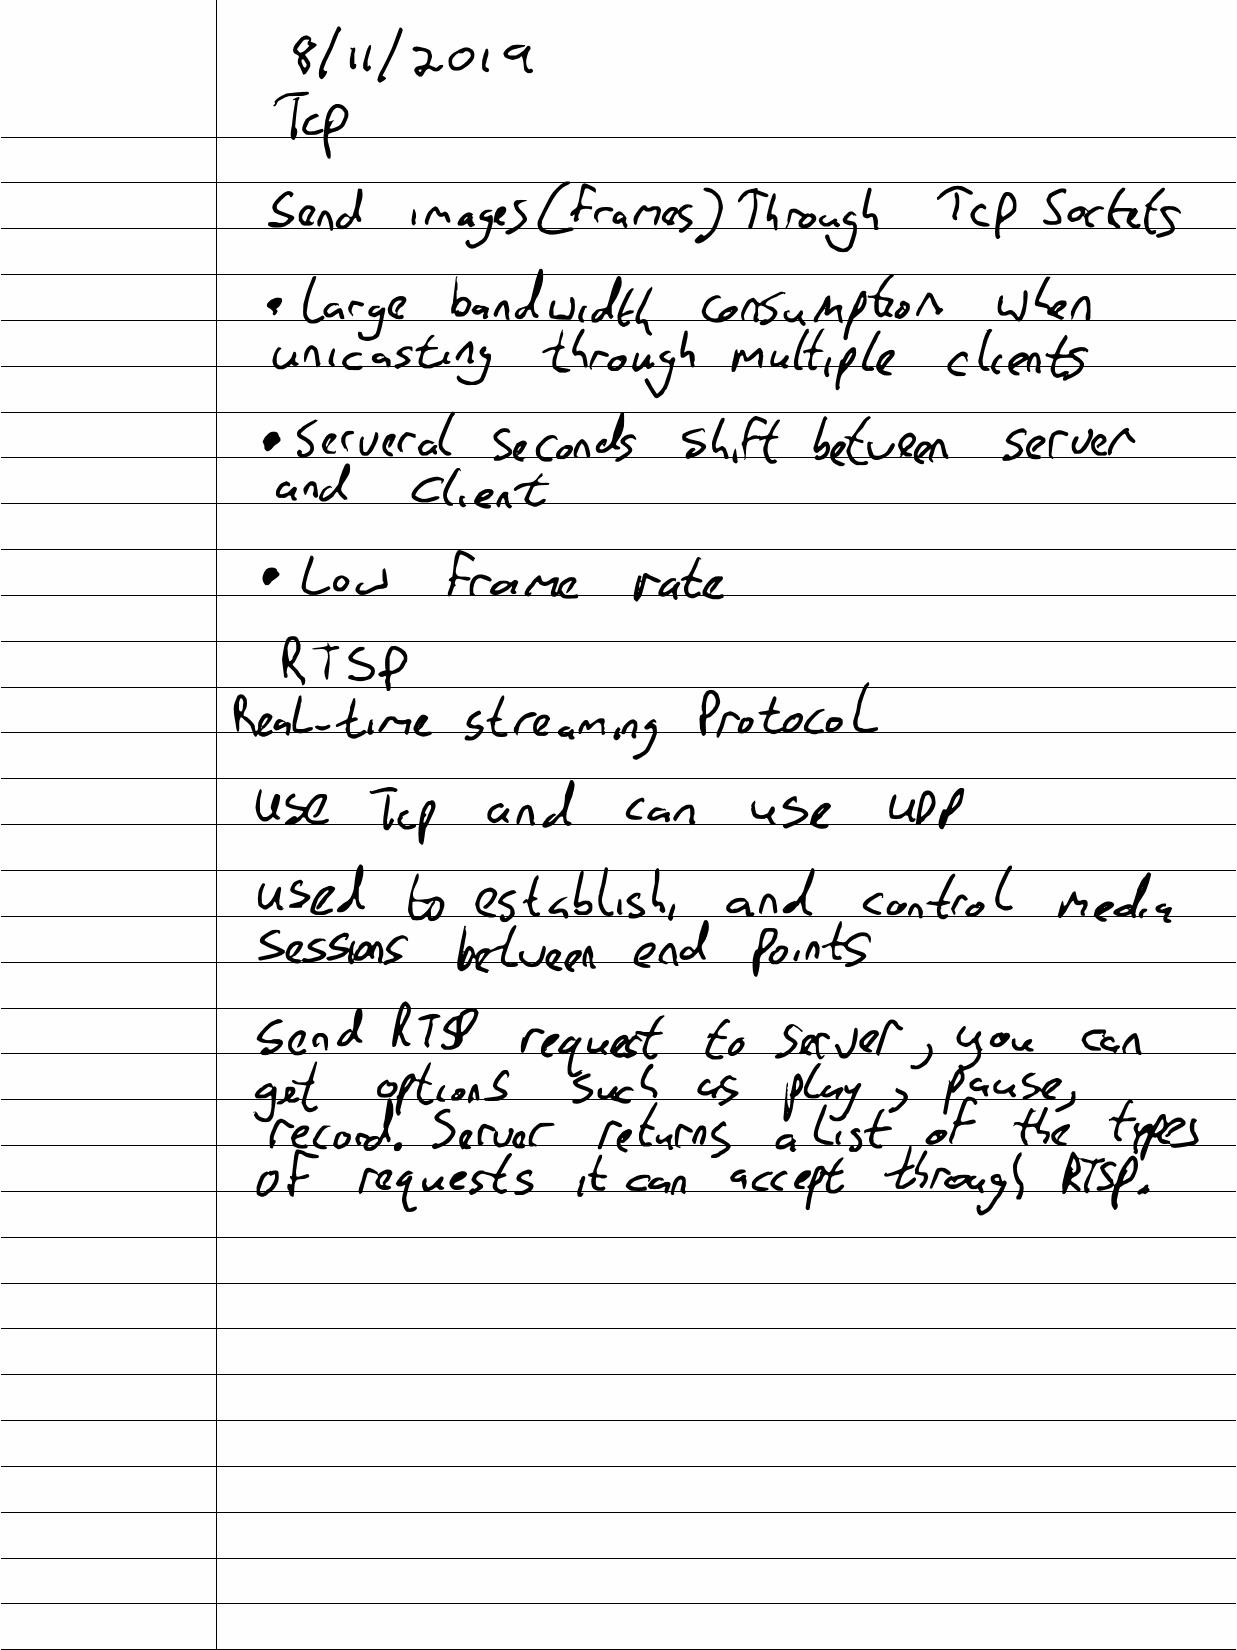 8/11/2019
Tcp
Send images(frames) Through Tcp Sockets
• Large bandwidth consumption when
unicasting through multiple clients
• Serveral seconds shift between server
and Client
• Low frame rate
RTSP
Real-time streaming Protocol
use Tcp and can use UDP
used to establish, and control media
sessions between end points
send RTSP request to server, you can
get options such as play, pause,
record. Server returns a list of the types
of requests it can accept through RTSP.